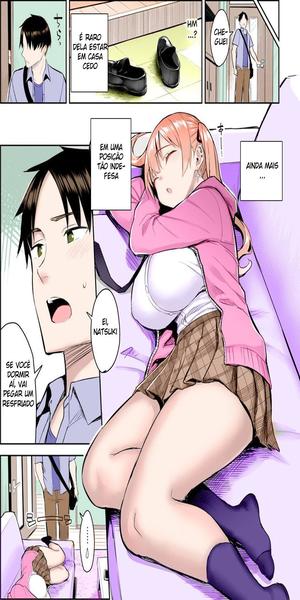 CHE-
GUEI!
HM
...?
É RARO
DELA ESTAR
EM CASA
CEDO
AINDA MAIS
...
EM UMA
POSIÇÃO
TÃO INDE-
FESA
EI,
NATSUKI
SE VOCÊ
DORMIR
AÍ, VAI
PEGAR UM
RESFRIADO
......